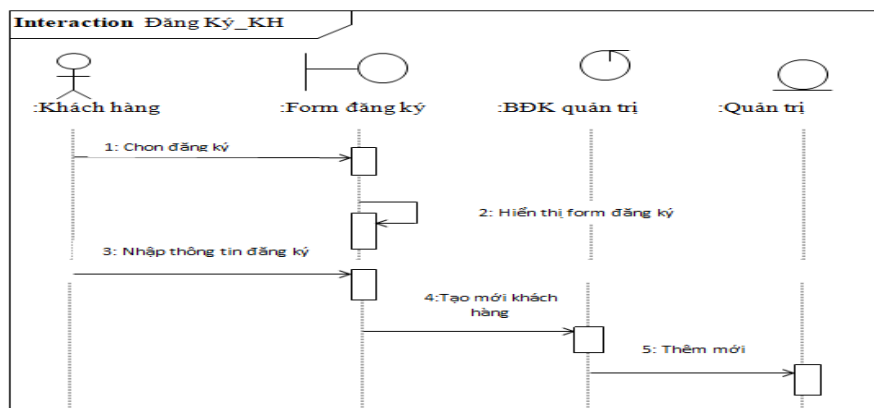 Interaction Đăng Ký_KH
:Khách hàng :Form đăng ký :BĐK quản trị :Quản trị
1: Chọn đăng ký
2: Hiển thị form đăng ký
3: Nhập thông tin đăng ký
4:Tạo mới khách
hàng
5: Thêm mới